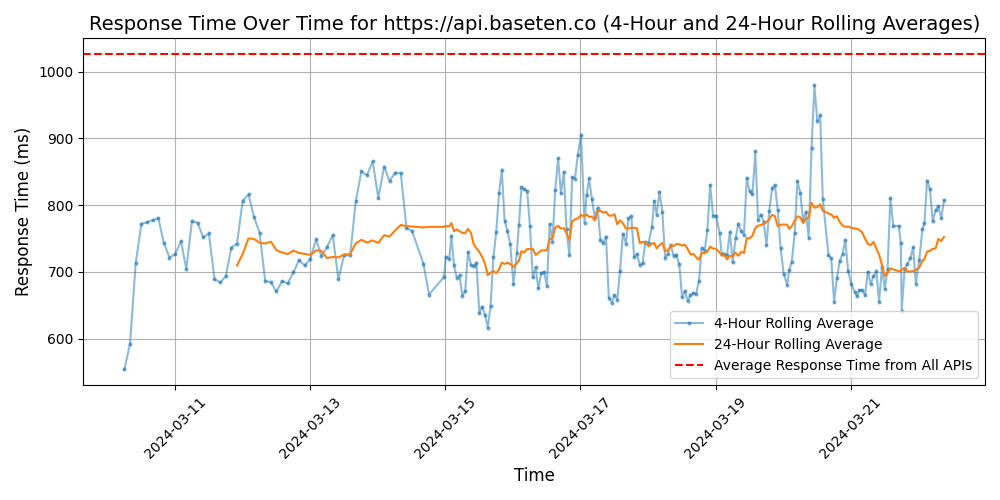 Response Time Over Time for https://api.baseten.co (4-Hour and 24-Hour Rolling Averages)
Response Time (ms)
1000
900
800
700
600
4-Hour Rolling Average
24-Hour Rolling Average
Average Response Time from All APIs
2024-03-11
2024-03-13
2024-03-15
2024-03-17
2024-03-19
2024-03-21
Time